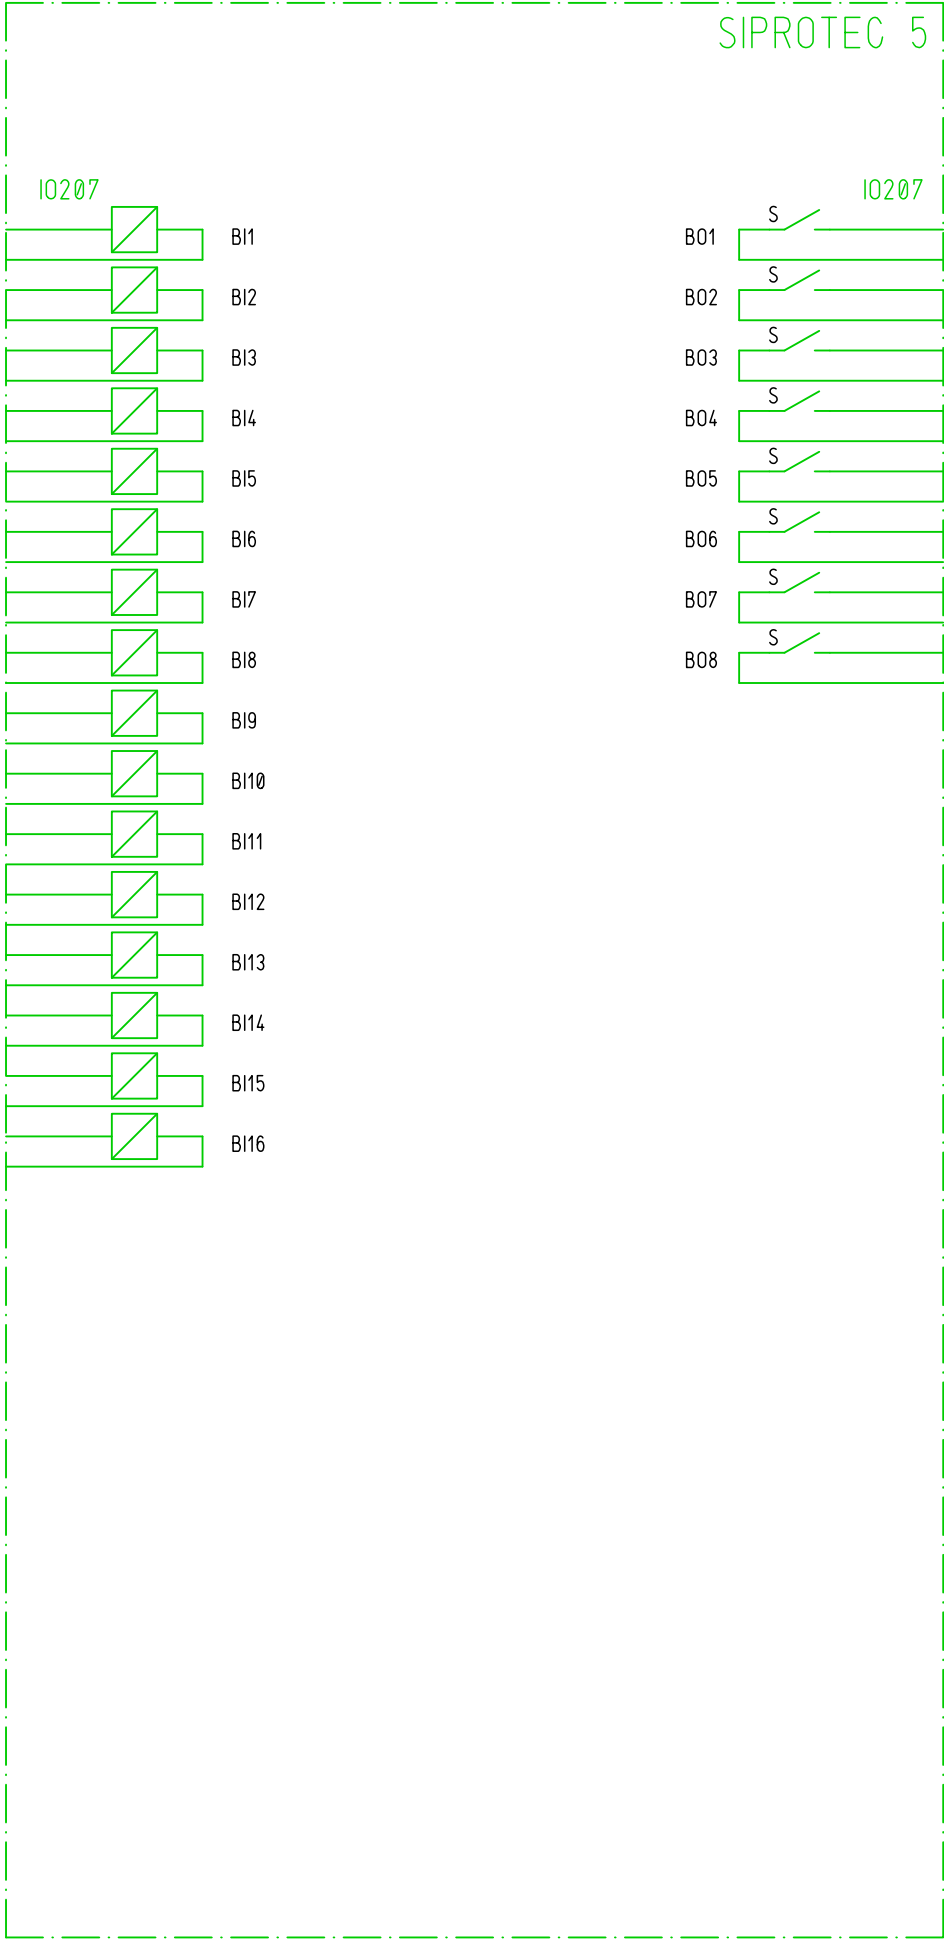 SIPROTEC 5
IO207 IO207
S
BI1 BO1
S
BI2 BO2
S
BI3 BO3
S
BI4 BO4
S
BI5 BO5
S
BI6 BO6
S
BI7 BO7
S
BI8 BO8
BI9
BI10
BI11
BI12
BI13
BI14
BI15
BI16